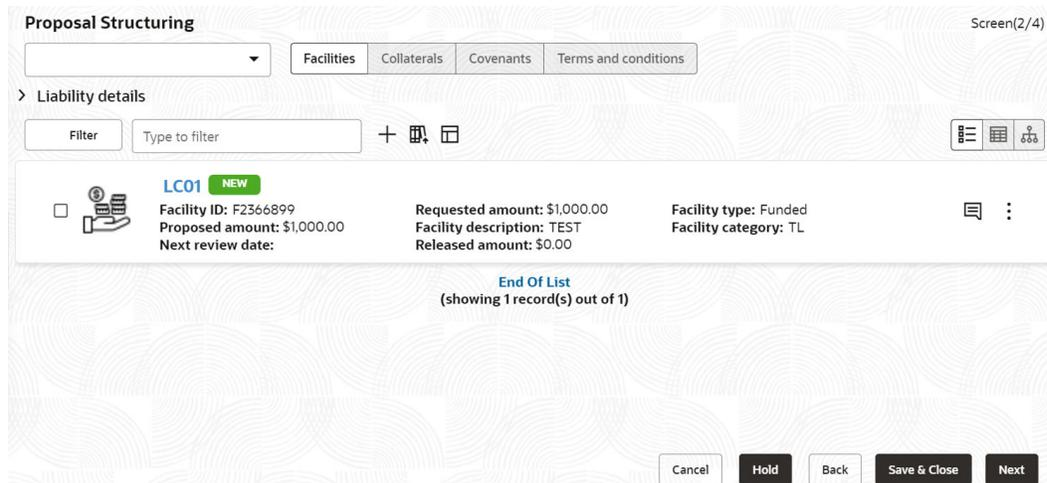 Proposal Structuring
Screen(2/4)
Facilities Collaterals Covenants Terms and conditions
Liability details
Filter Type to filter
LC01 NEW
Facility ID: F2366899 Requested amount: $1,000.00 Facility type: Funded
Proposed amount: $1,000.00 Facility description: TEST Facility category: TL
Next review date: Released amount: $0.00
End Of List
(showing 1 record(s) out of 1)
Cancel Hold Back Save & Close Next